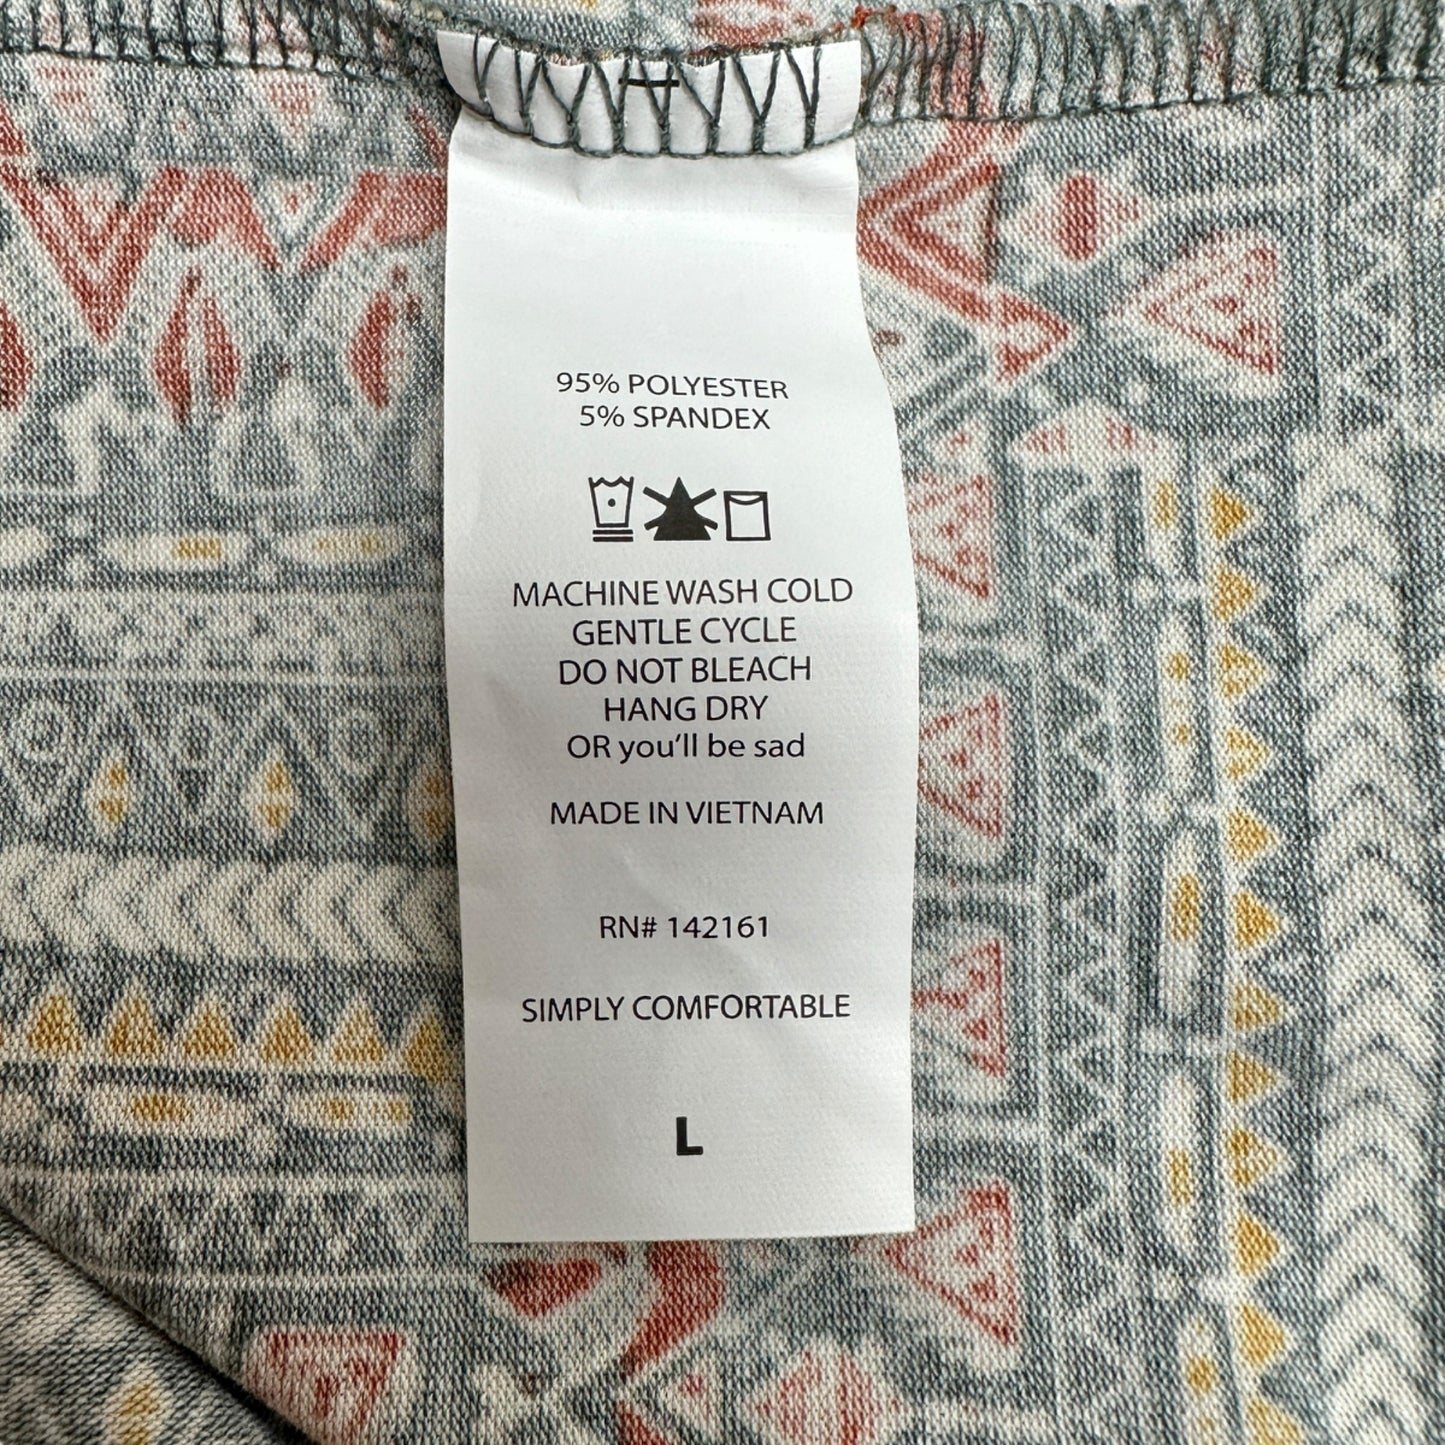 95% POLYESTER
5% SPANDEX
MACHINE WASH COLD
GENTLE CYCLE
DO NOT BLEACH
HANG DRY
OR you'll be sad
MADE IN VIETNAM
RN# 142161
SIMPLY COMFORTABLE
L